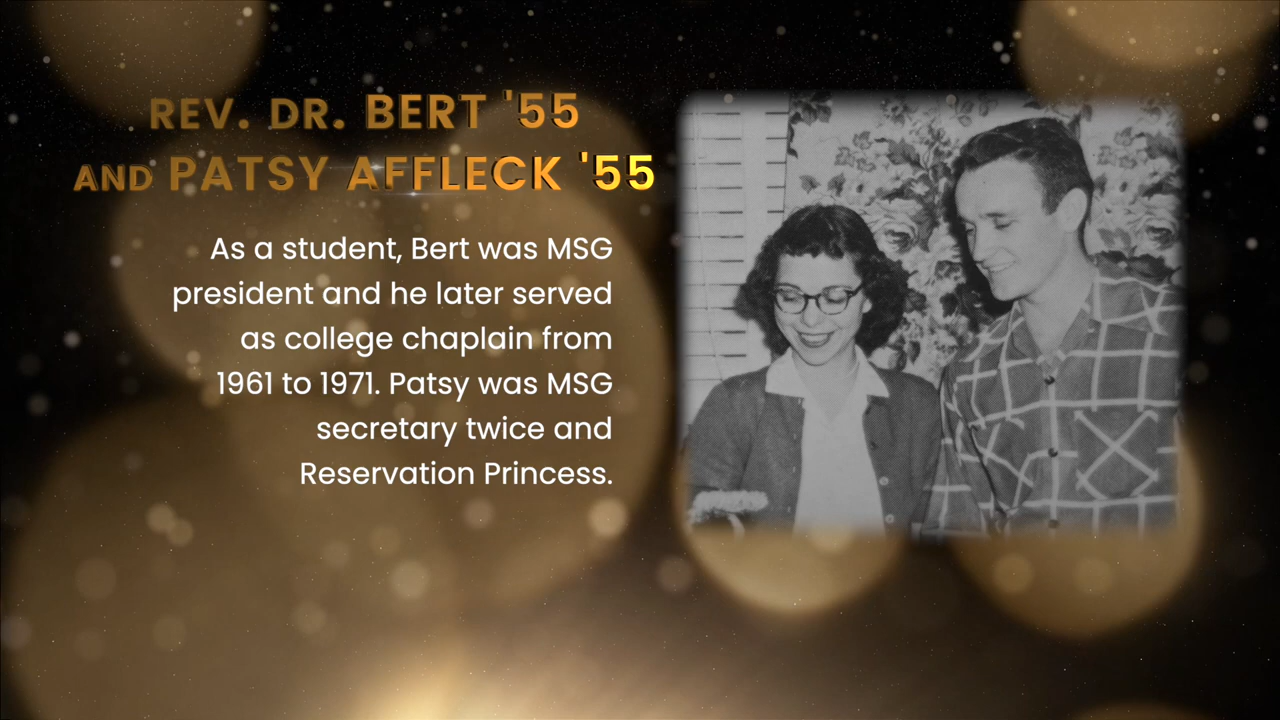 REV. DR. BERT '55
AND PATSY AFFLECK '55
As a student, Bert was MSG
president and he later served
as college chaplain from
1961 to 1971. Patsy was MSG
secretary twice and
Reservation Princess.